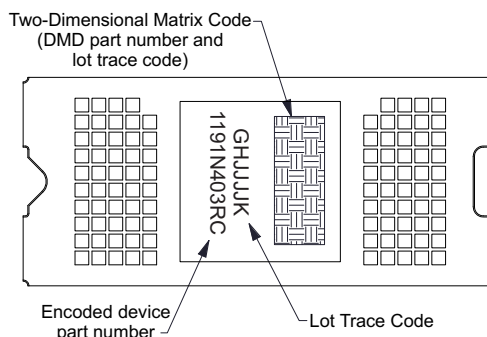 Two-Dimensional Matrix Code
(DMD part number and
lot trace code)
GHJJJJK
1191N403RC
Encoded device
part number
Lot Trace Code